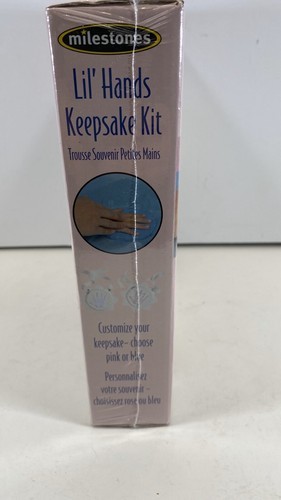 milestones
Lil' Hands
Keepsake Kit
Trousse Souvenir Petites Mains
Customize your
keepsake- choose
pink or blue
Personnalisez
votre souvenir -
choisissez rose ou bleu